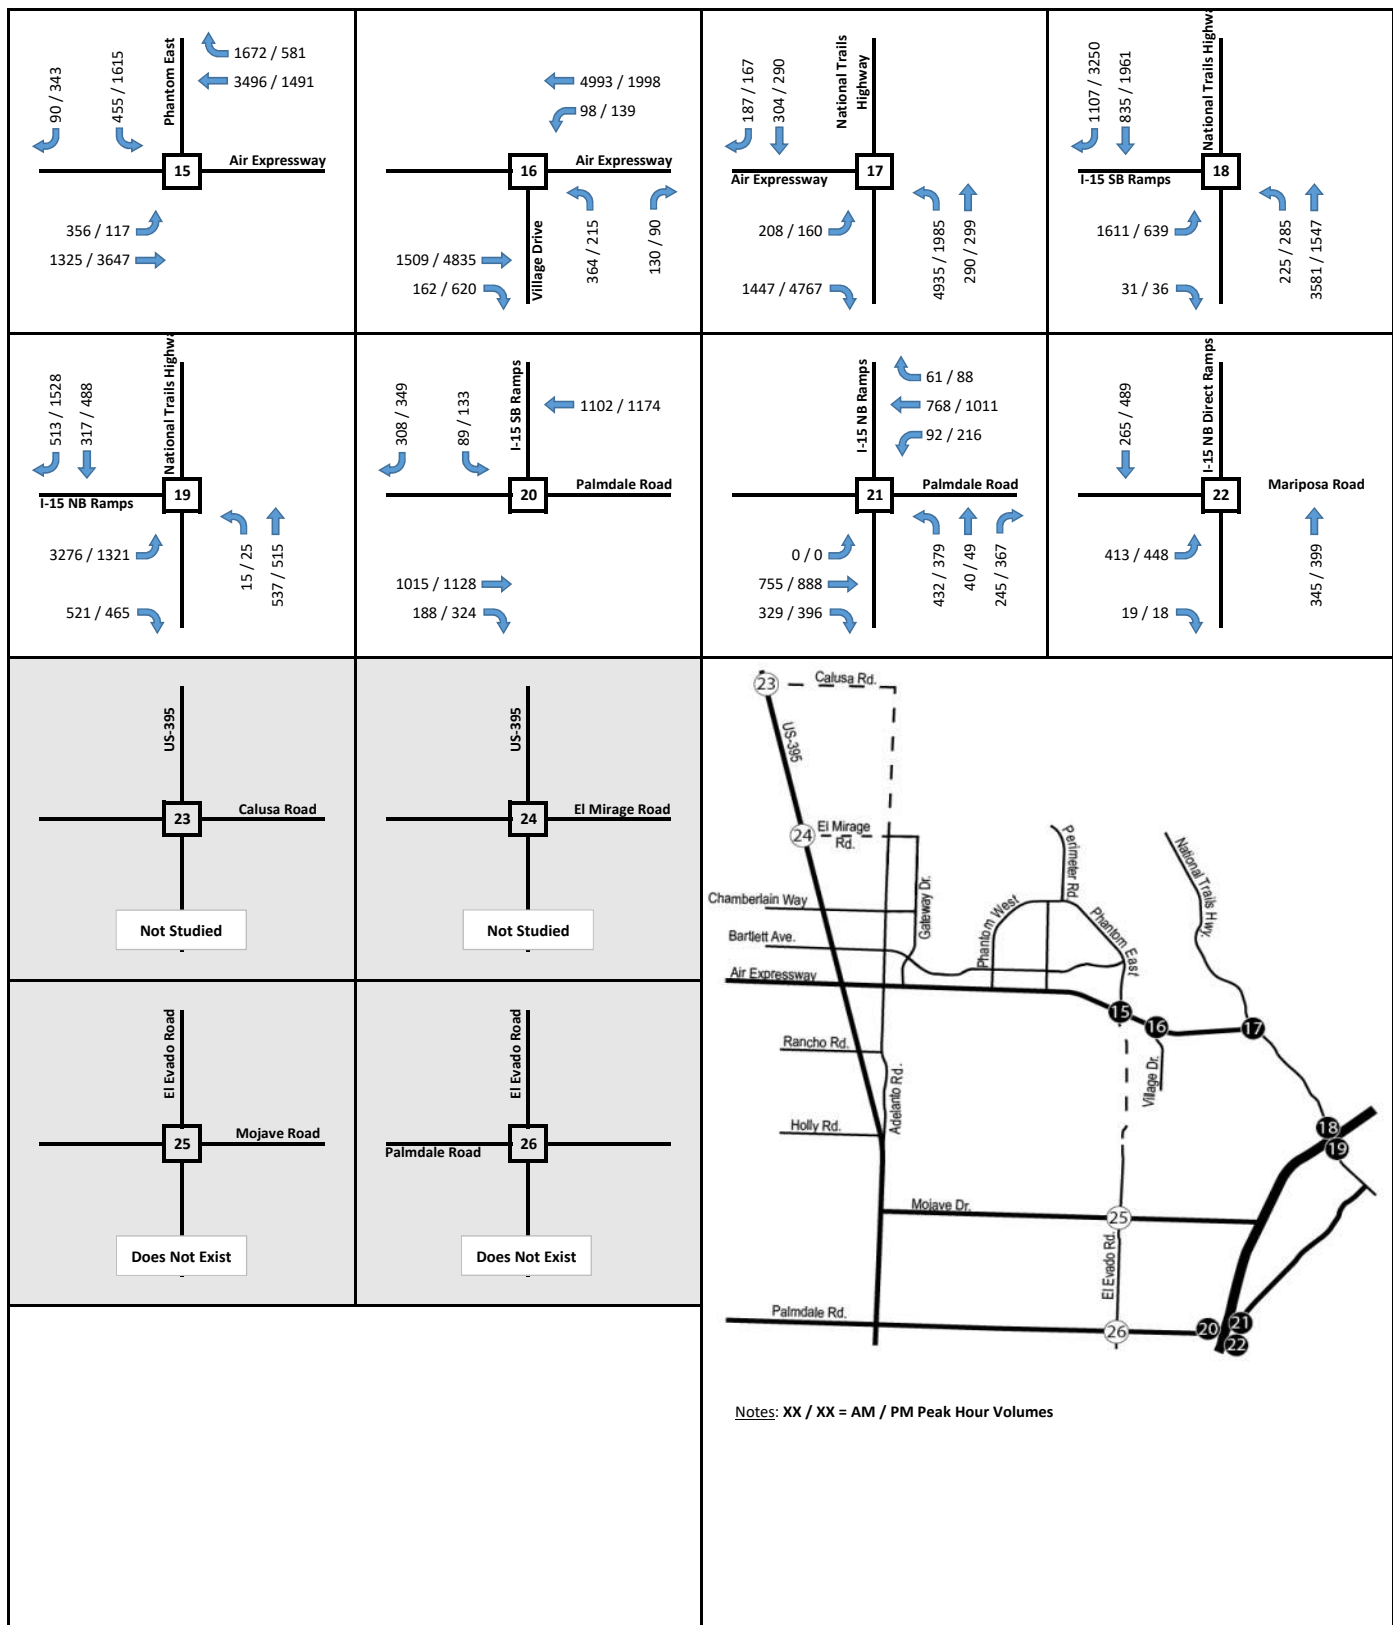 Phantom East
1672 / 581
3496 / 1491
90 / 343
455 / 1615
Air Expressway
15
356 / 117
1325 / 3647
4993 / 1998
98 / 139
Air Expressway
16
Village Drive
364 / 215
130 / 90
1509 / 4835
162 / 620
National Trails
Highway
187 / 167
304 / 290
Air Expressway
17
208 / 160
1447 / 4767
4935 / 1985
290 / 299
National Trails Highw
1107 / 3250
835 / 1961
I-15 SB Ramps
18
1611 / 639
31 / 36
225 / 285
3581 / 1547
National Trails Highw
513 / 1528
317 / 488
I-15 NB Ramps
19
3276 / 1321
521 / 465
15 / 25
537 / 515
I-15 SB Ramps
308 / 349
89 / 133
1102 / 1174
Palmdale Road
20
1015 / 1128
188 / 324
I-15 NB Ramps
61 / 88
768 / 1011
92 / 216
Palmdale Road
21
0 / 0
755 / 888
329 / 396
432 / 379
40 / 49
245 / 367
I-15 NB Direct Ramps
265 / 489
Mariposa Road
22
413 / 448
19 / 18
345 / 399
US-395
Calusa Road
23
Not Studied
US-395
El Mirage Road
24
Not Studied
El Evado Road
Mojave Road
25
Does Not Exist
El Evado Road
Palmdale Road
26
Does Not Exist
23
Calusa Rd.
US-395
24
El Mirage
Rd.
Perimeter Rd
National Trails Hwy.
Chamberlain Way
Gateway Dr.
Phantom West
Phantom East
Bartlett Ave.
Air Expressway
15
16
17
Rancho Rd.
Adelanto Rd.
Village Dr.
Holly Rd.
18
19
Mojave Dr.
25
El Evado Rd.
Palmdale Rd.
26
20
21
22
Notes: XX / XX = AM / PM Peak Hour Volumes